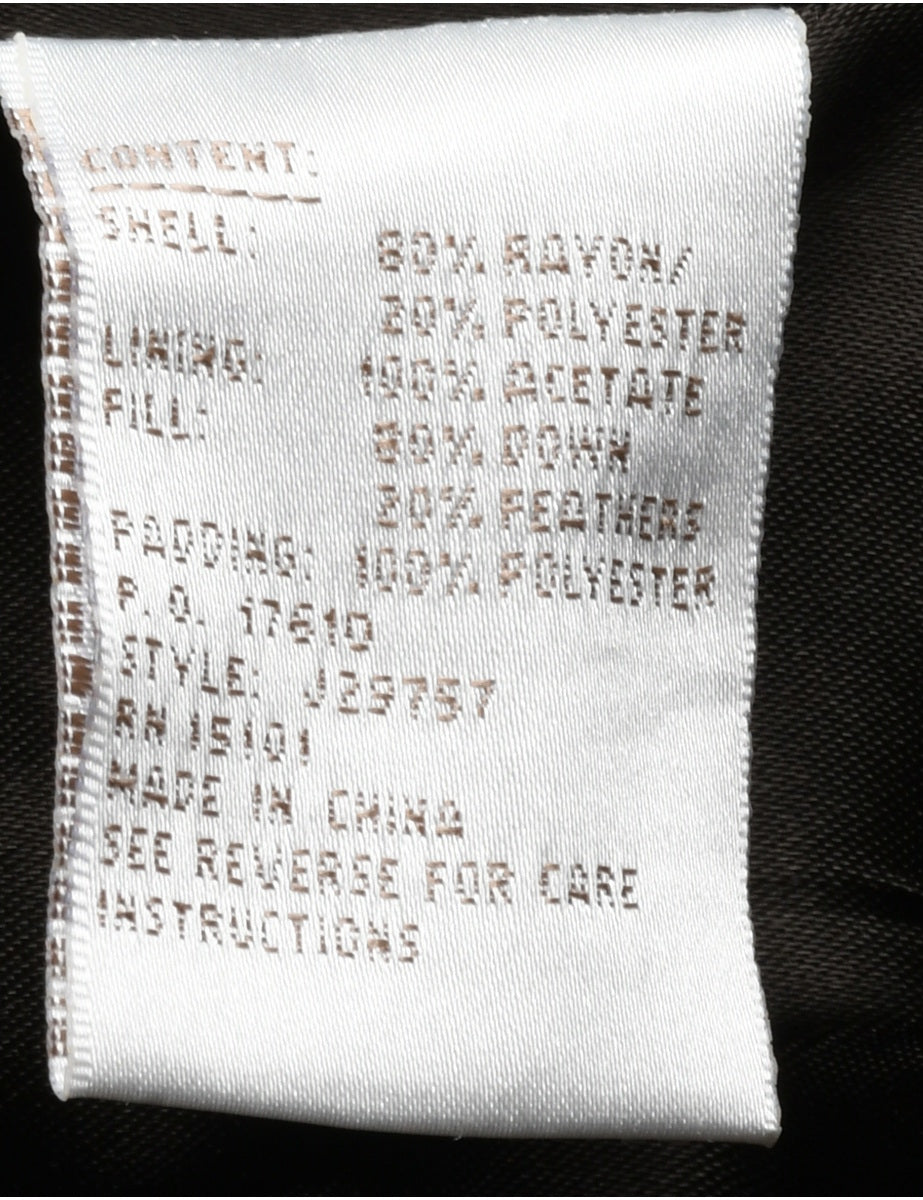 CONTENT:
SHELL: 80% RAYON/
20% POLYESTER
LINING: 100% ACETATE
FILL: 80% DOWN
20% FEATHERS
PADDING: 100% POLYESTER
P.O. 17610
STYLE: J29757
RN 15101
MADE IN CHINA
SEE REVERSE FOR CARE
INSTRUCTIONS